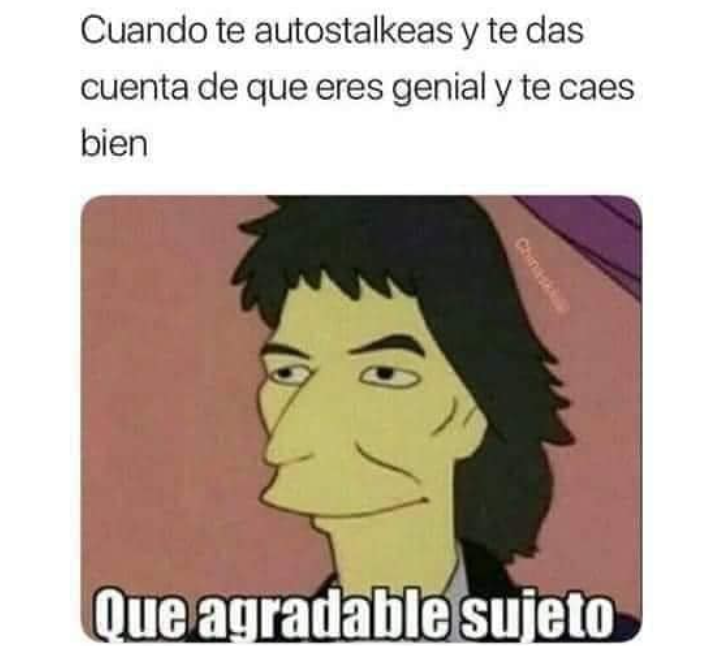 Cuando te autostalkeas y te das
cuenta de que eres genial y te caes
bien
Que agradable sujeto